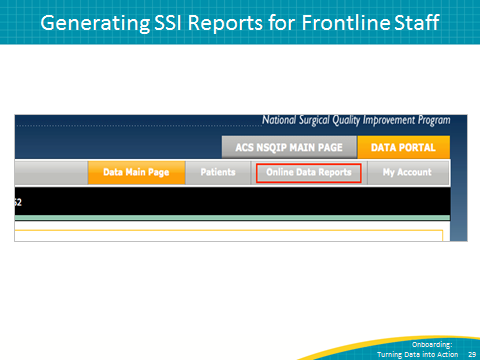 Generating SSI Reports for Frontline Staff
National Surgical Quality Improvement Program
ACS NSQIP MAIN PAGE DATA PORTAL
Data Main Page Patients Online Data Reports My Account
62
Onboarding:
Turning Data into Action 29